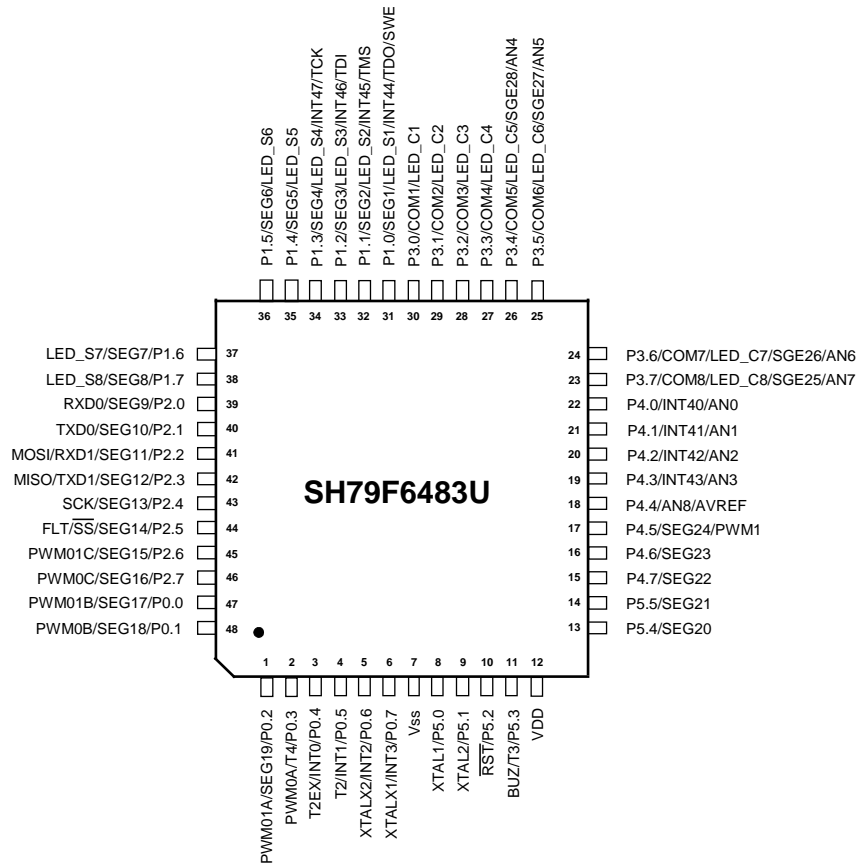 P1.5/SEG6/LED_S6
P1.4/SEG5/LED_S5
P1.3/SEG4/LED_S4/INT47/TCK
P1.2/SEG3/LED_S3/INT46/TDI
P1.1/SEG2/LED_S2/INT45/TMS
P1.0/SEG1/LED_S1/INT44/TDO/SWE
P3.0/COM1/LED_C1
P3.1/COM2/LED_C2
P3.2/COM3/LED_C3
P3.3/COM4/LED_C4
P3.4/COM5/LED_C5/SGE28/AN4
P3.5/COM6/LED_C6/SGE27/AN5
36 35 34 33 32 31 30 29 28 27 26 25
LED_S7/SEG7/P1.6 37
LED_S8/SEG8/P1.7 38
RXD0/SEG9/P2.0 39
TXD0/SEG10/P2.1 40
MOSI/RXD1/SEG11/P2.2 41
MISO/TXD1/SEG12/P2.3 42
SCK/SEG13/P2.4 43
FLT/SS/SEG14/P2.5 44
PWM01C/SEG15/P2.6 45
PWM0C/SEG16/P2.7 46
PWM01B/SEG17/P0.0 47
PWM0B/SEG18/P0.1 48
SH79F6483U
24 P3.6/COM7/LED_C7/SGE26/AN6
23 P3.7/COM8/LED_C8/SGE25/AN7
22 P4.0/INT40/AN0
21 P4.1/INT41/AN1
20 P4.2/INT42/AN2
19 P4.3/INT43/AN3
18 P4.4/AN8/AVREF
17 P4.5/SEG24/PWM1
16 P4.6/SEG23
15 P4.7/SEG22
14 P5.5/SEG21
13 P5.4/SEG20
1 2 3 4 5 6 7 8 9 10 11 12
PWM01A/SEG19/P0.2
PWM0A/T4/P0.3
T2EX/INT0/P0.4
T2/INT1/P0.5
XTALX2/INT2/P0.6
XTALX1/INT3/P0.7
Vss
XTAL1/P5.0
XTAL2/P5.1
RST/P5.2
BUZ/T3/P5.3
VDD